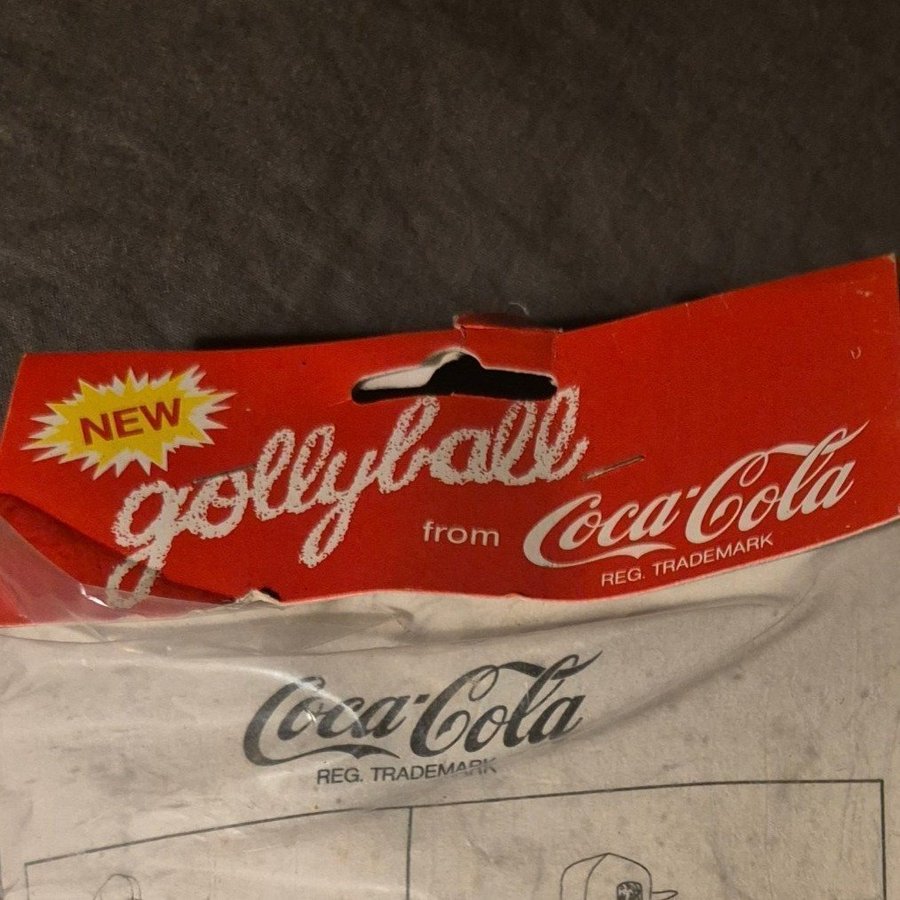 NEW
gollyball
from Coca-Cola
REG. TRADEMARK
Coca-Cola
REG. TRADEMARK